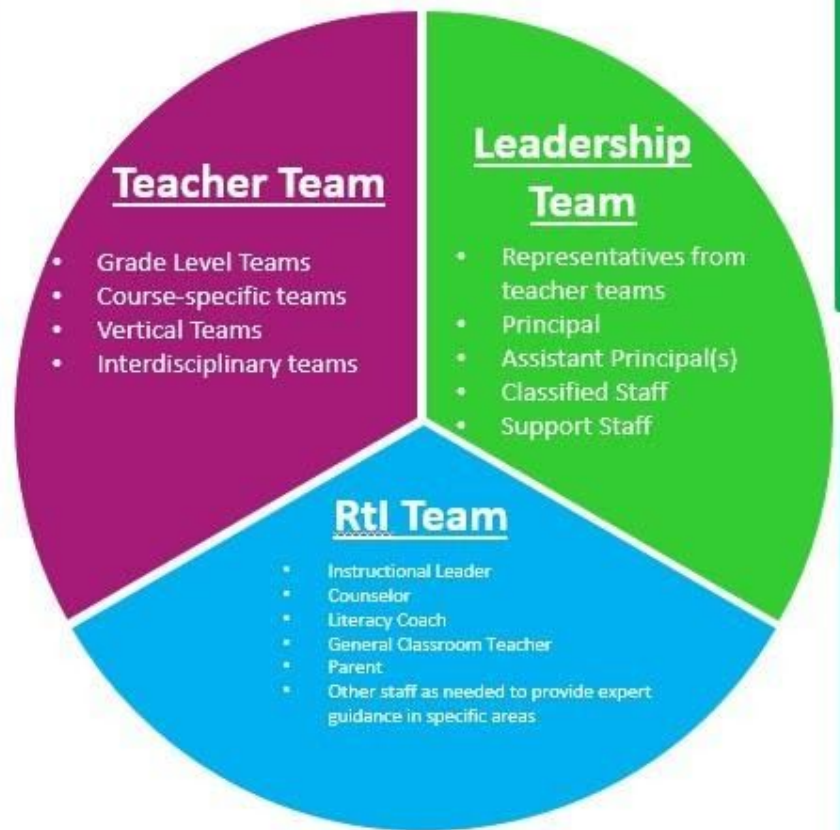 Teacher Team
• Grade Level Teams
• Course-specific teams
• Vertical Teams
• Interdisciplinary teams
Leadership
Team
• Representatives from
teacher teams
• Principal
• Assistant Principal(s)
• Classified Staff
• Support Staff
RtI Team
• Instructional Leader
• Counselor
• Literacy Coach
• General Classroom Teacher
• Parent
• Other staff as needed to provide expert
guidance in specific areas